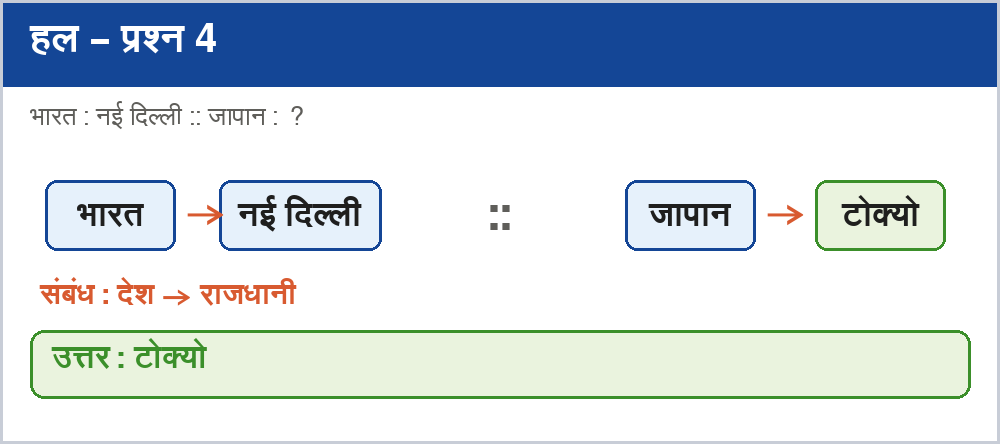 हल – प्रश्न 4
भारत : नई दिल्ली :: जापान : ?
भारत → नई दिल्ली :: जापान → टोक्यो
संबंध : देश → राजधानी
उत्तर : टोक्यो